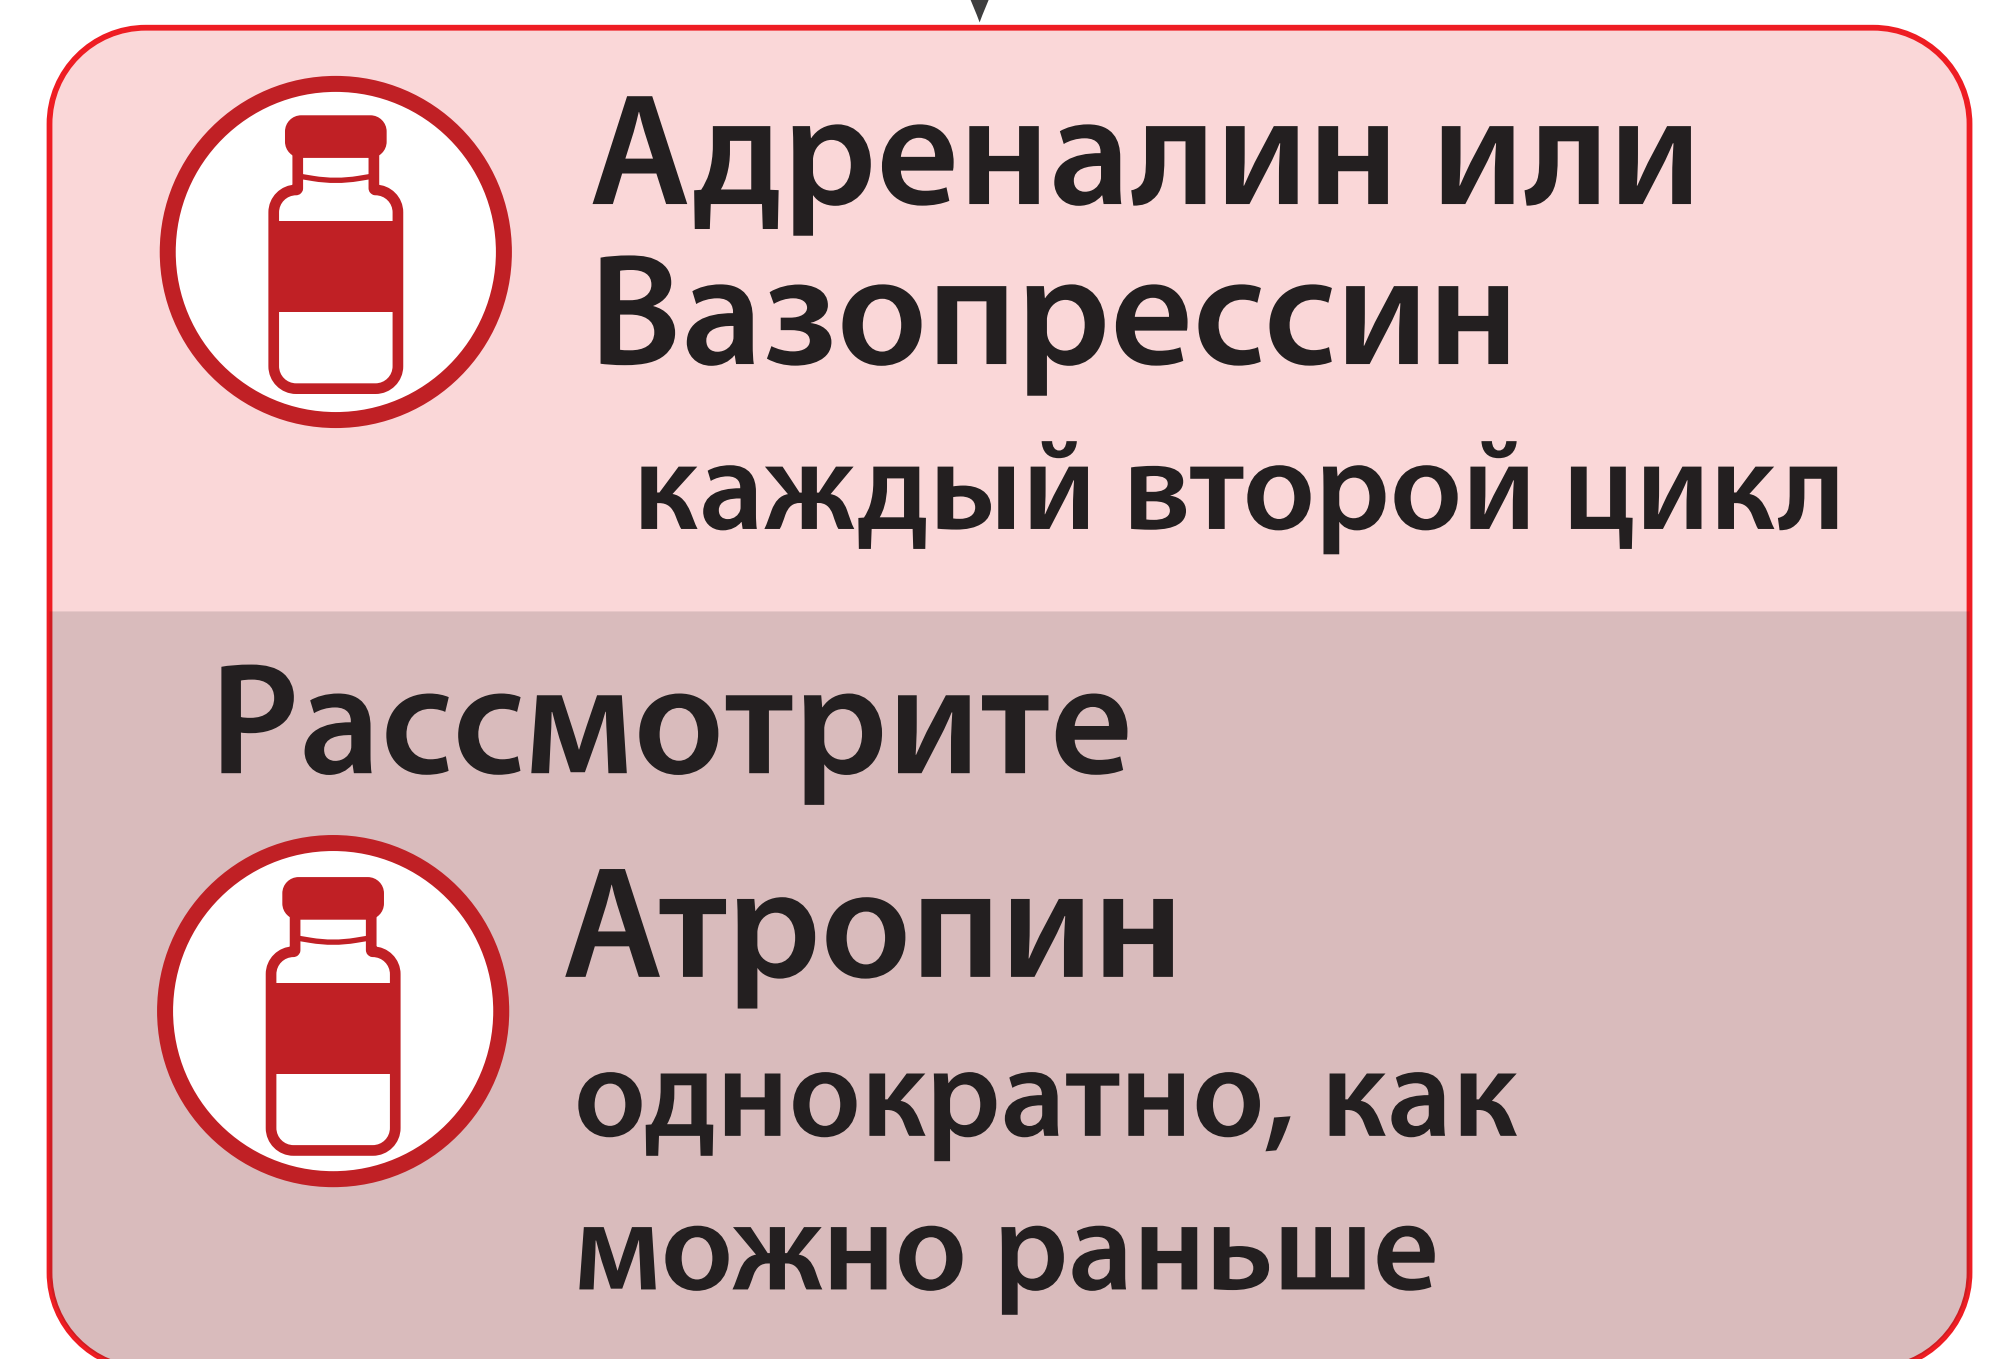 Адреналин или
Вазопрессин
каждый второй цикл
Рассмотрите
Атропин
однократно, как
можно раньше